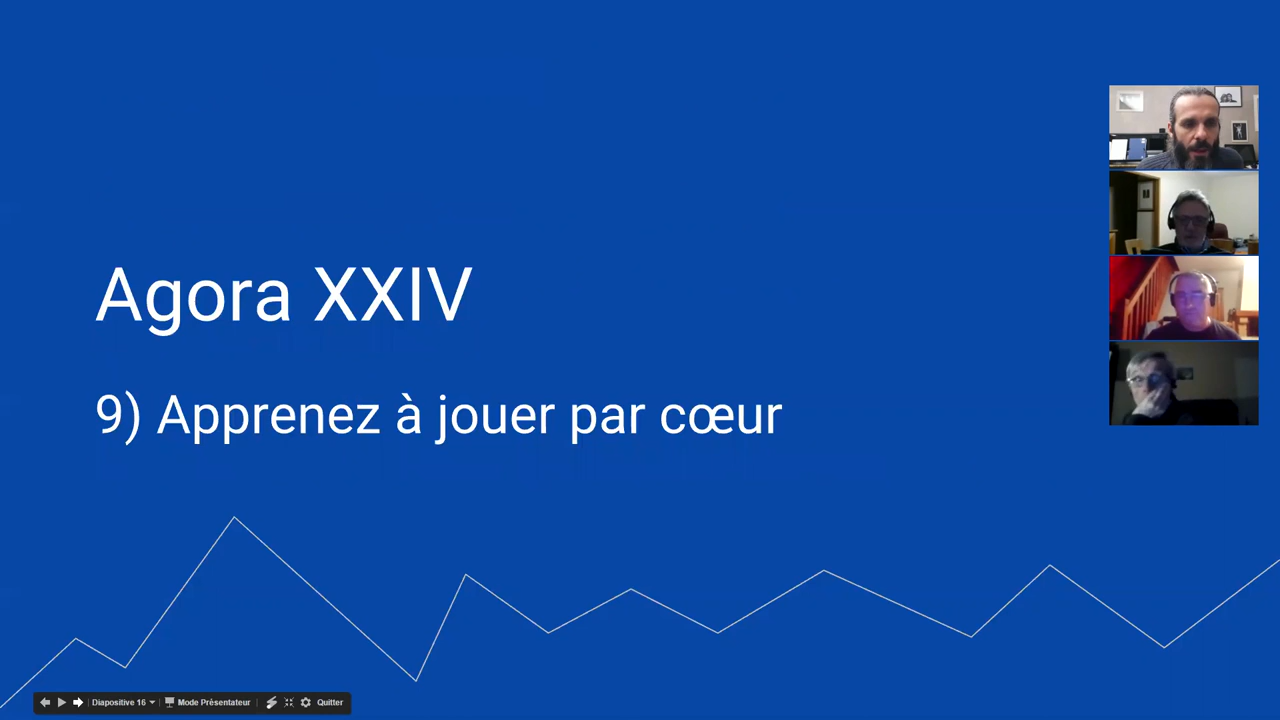 Agora XXIV
9) Apprenez à jouer par cœur
Diapositive 16
Mode Présentateur
Quitter